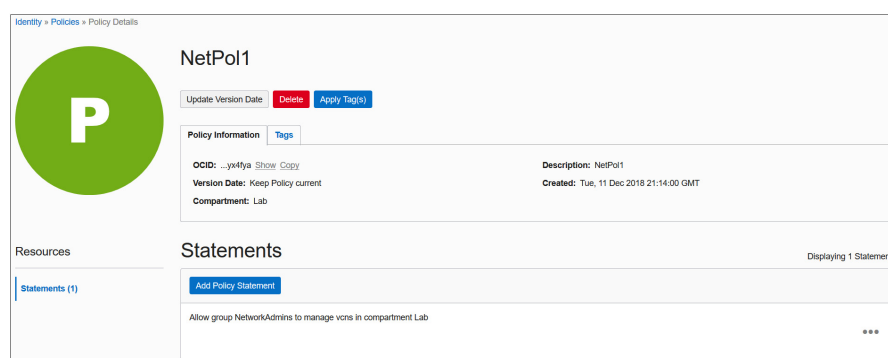 Identity » Policies » Policy Details
P
NetPol1
Update Version Date Delete Apply Tag(s)
Policy Information Tags
OCID: ...yx4fya Show Copy Description: NetPol1
Version Date: Keep Policy current Created: Tue, 11 Dec 2018 21:14:00 GMT
Compartment: Lab
Resources
Statements (1)
Statements
Displaying 1 Statemen
Add Policy Statement
Allow group NetworkAdmins to manage vcns in compartment Lab